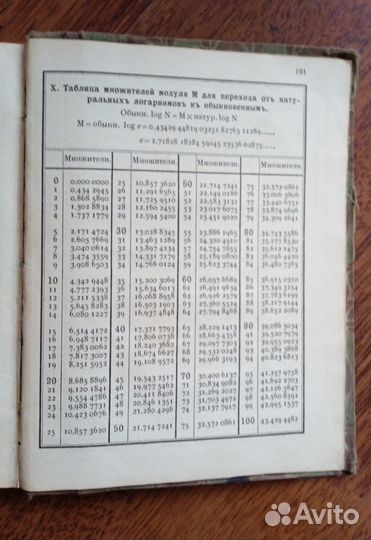 191
X. Таблица множителей модуля М для перехода отъ нату-
ральныхъ логариѳмовъ къ обыкновеннымъ.
Обыкн. log N = M × натур. log N
M = обыкн. log e = 0.43429 44819 03251 82765 11289.....
e = 2.71828 18284 59045 23536 02875.....
Множители. Множители. Множители. Множители.
0 0.000 0000 25 10.857 3620 50 21.714 7241 75 32.572 0861
1 0.434 2945 26 11.291 6565 51 22.149 0186 76 33.006 3806
2 0.868 5890 27 11.725 9510 52 22.583 3131 77 33.440 6751
3 1.302 8834 28 12.160 2455 53 23.017 6075 78 33.874 9696
4 1.737 1779 29 12.594 5400 54 23.451 9020 79 34.309 2641
5 2.171 4724 30 13.028 8345 55 23.886 1965 80 34.743 5586
6 2.605 7669 31 13.463 1289 56 24.320 4910 81 35.177 8530
7 3.040 0614 32 13.897 4234 57 24.754 7855 82 35.612 1475
8 3.474 3559 33 14.331 7179 58 25.189 0800 83 36.046 4420
9 3.908 6503 34 14.766 0124 59 25.623 3744 84 36.480 7365
10 4.342 9448 35 15.200 3069 60 26.057 6689 85 36.915 0310
11 4.777 2393 36 15.634 6013 61 26.491 9634 86 37.349 3255
12 5.211 5338 37 16.068 8958 62 26.926 2579 87 37.783 6199
13 5.645 8283 38 16.503 1903 63 27.360 5524 88 38.217 9144
14 6.080 1227 39 16.937 4848 64 27.794 8468 89 38.652 2089
15 6.514 4172 40 17.371 7793 65 28.229 1413 90 39.086 5034
16 6.948 7117 41 17.806 0738 66 28.663 4358 91 39.520 7979
17 7.383 0062 42 18.240 3682 67 29.097 7303 92 39.955 0923
18 7.817 3007 43 18.674 6627 68 29.532 0248 93 40.389 3868
19 8.251 5952 44 19.108 9572 69 29.966 3193 94 40.823 6813
20 8.685 8896 45 19.543 2517 70 30.400 6137 95 41.257 9758
21 9.120 1841 46 19.977 5462 71 30.834 9082 96 41.692 2703
22 9.554 4786 47 20.411 8406 72 31.269 2027 97 42.126 5648
23 9.988 7731 48 20.846 1351 73 31.703 4972 98 42.560 8592
24 10.423 0676 49 21.280 4296 74 32.137 7917 99 42.995 1537
25 10.857 3620 50 21.714 7241 75 32.572 0861 100 43.429 4482
Avito